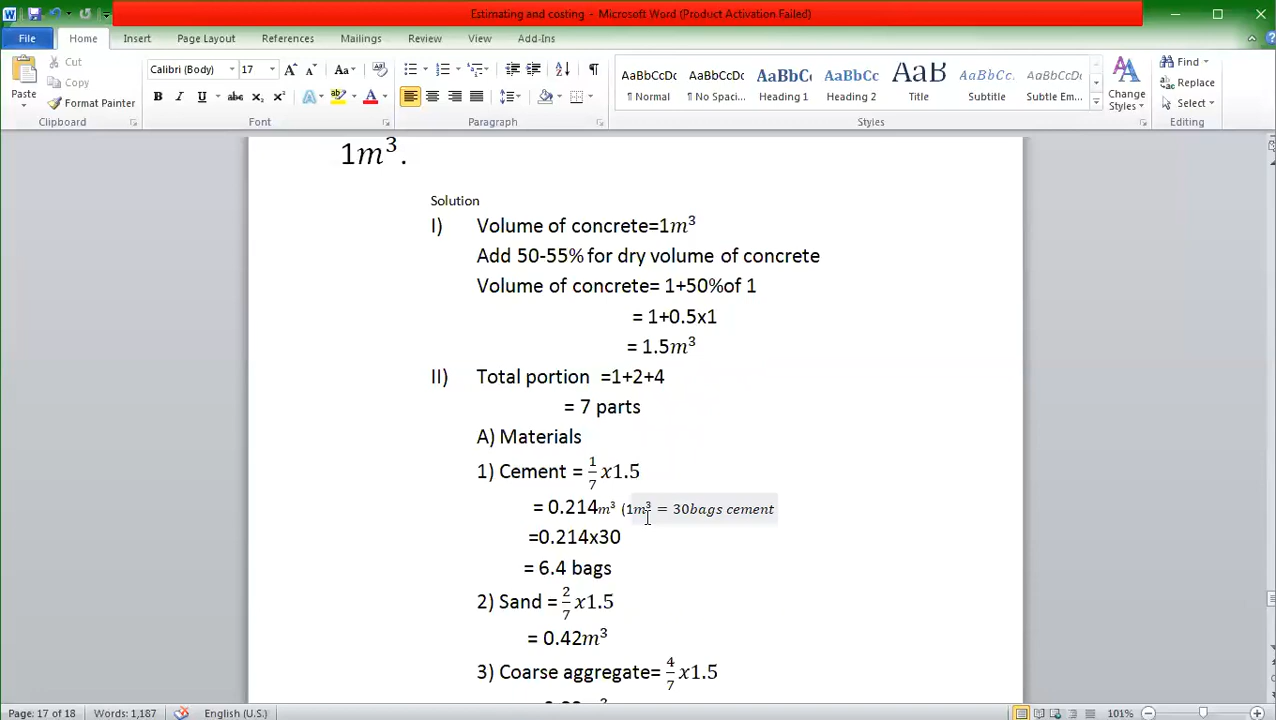 Estimating and costing - Microsoft Word (Product Activation Failed)
File Home Insert Page Layout References Mailings Review View Add-Ins
Paste
Cut
Copy
Format Painter
Clipboard
Calibri (Body) 17
Font
Paragraph
AaBbCcDc ¶ Normal
AaBbCcDc ¶ No Spaci...
AaBbC Heading 1
AaBbCc Heading 2
AaB Title
AaBbCcL Subtitle
AaBbCcDc Subtle Em...
Styles
Change Styles
Find
Replace
Select
Editing
1m³.
Solution
I) Volume of concrete=1m³
Add 50-55% for dry volume of concrete
Volume of concrete= 1+50%of 1
= 1+0.5x1
= 1.5m³
II) Total portion =1+2+4
= 7 parts
A) Materials
1) Cement = 1/7 x1.5
= 0.214m³ (1m³ = 30bags cement
=0.214x30
= 6.4 bags
2) Sand = 2/7 x1.5
= 0.42m³
3) Coarse aggregate= 4/7 x1.5
Page: 17 of 18 Words: 1,187 English (U.S.) 101%